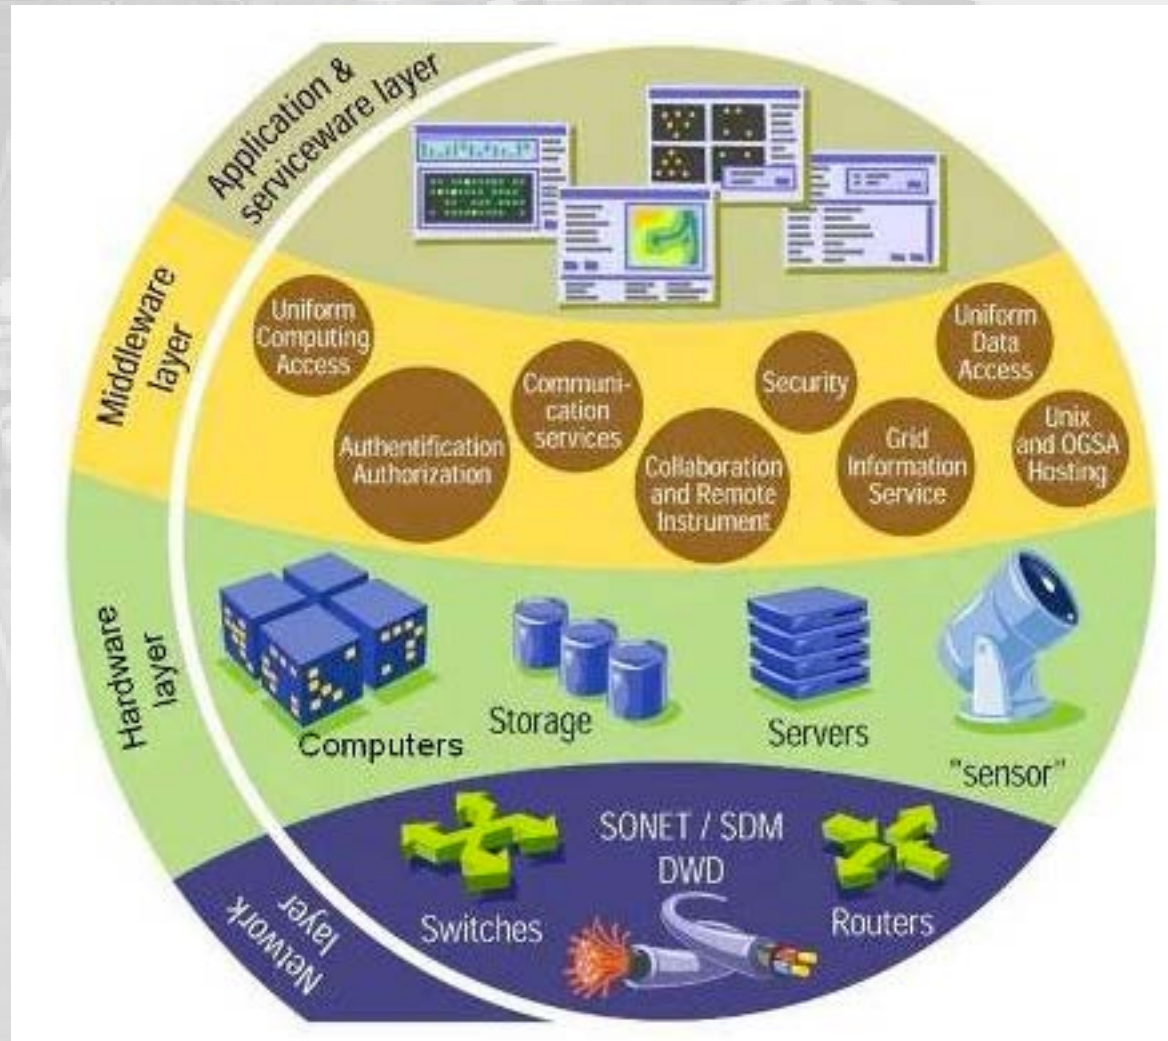 Application &
serviceware layer
Middleware
layer
Uniform
Computing
Access
Authentification
Authorization
Communi-
cation
services
Collaboration
and Remote
Instrument
Security
Grid
Information
Service
Uniform
Data
Access
Unix
and OGSA
Hosting
Hardware
layer
Computers
Storage
Servers
"sensor"
Network
layer
Switches
SONET / SDM
DWD
Routers